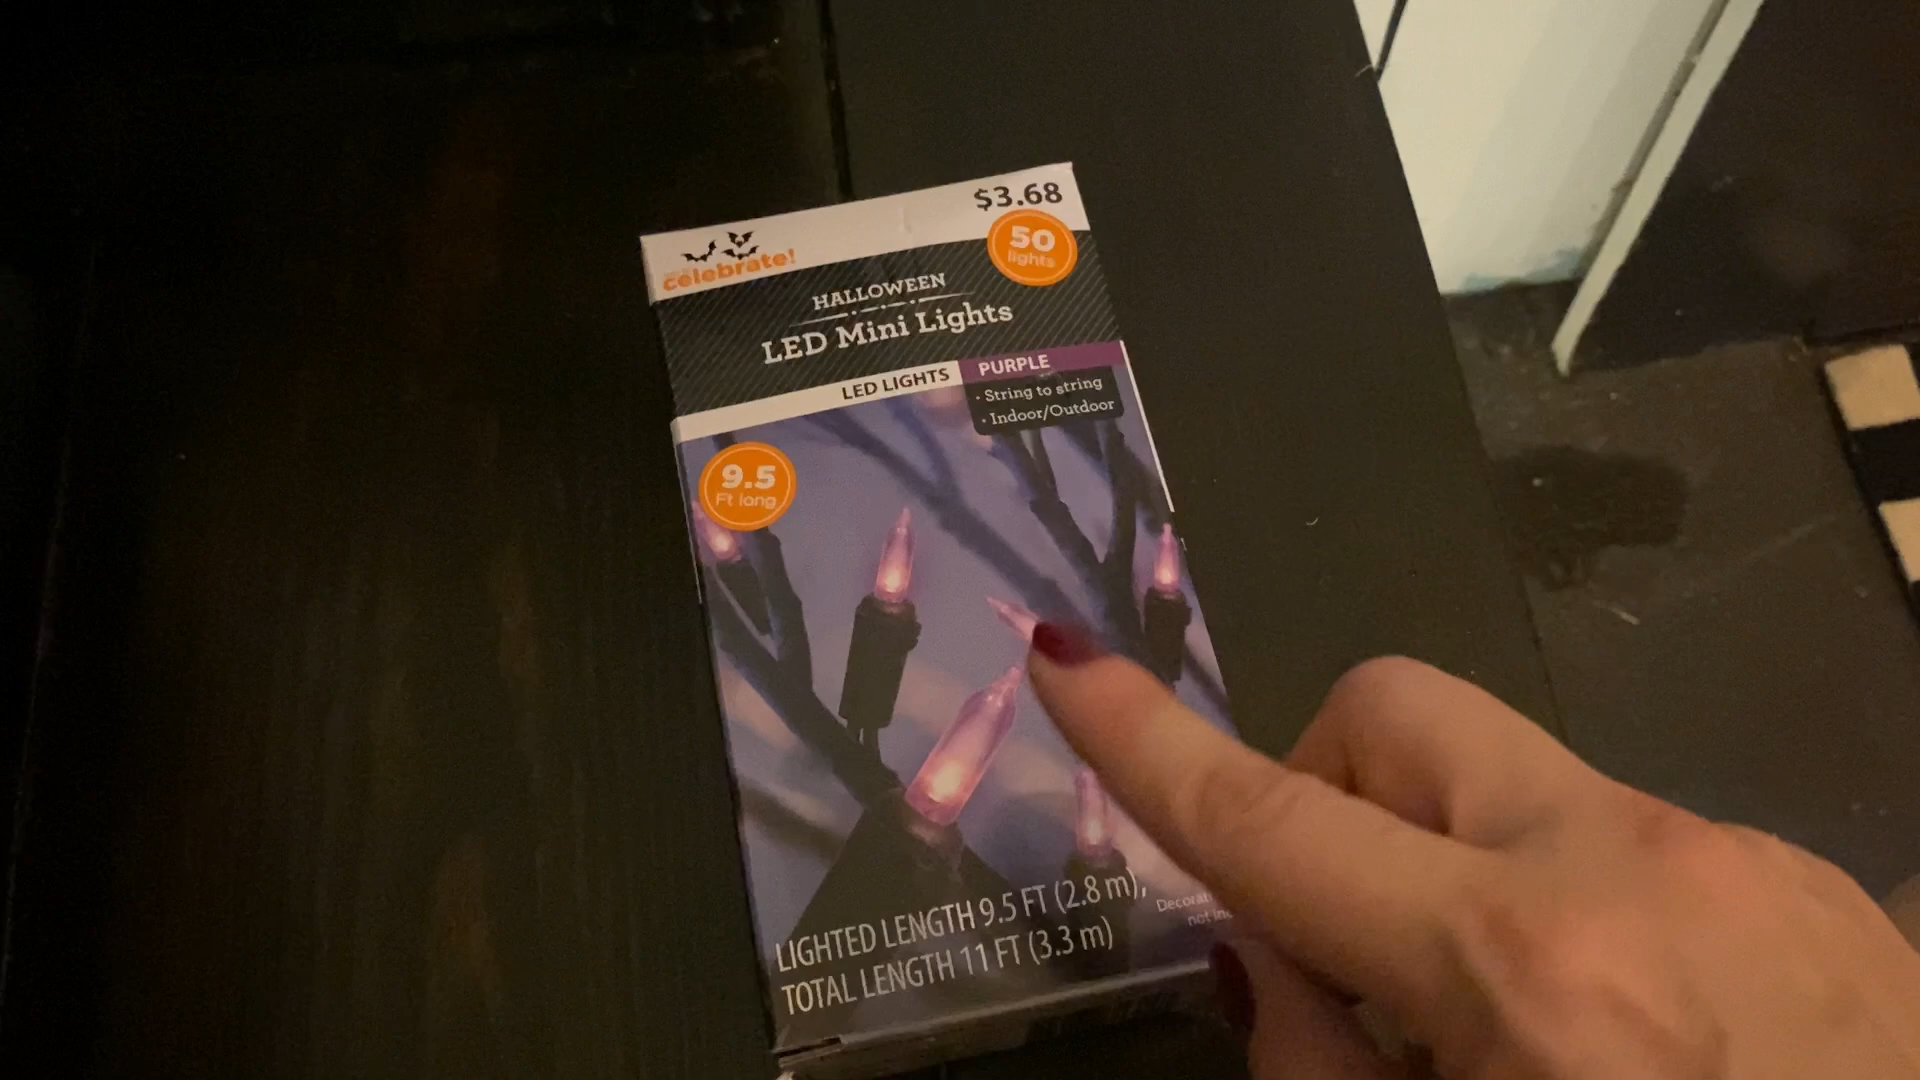 $3.68
50
lights
celebrate!
HALLOWEEN
LED Mini Lights
LED LIGHTS
PURPLE
• String to string
• Indoor/Outdoor
9.5
Ft long
LIGHTED LENGTH 9.5 FT (2.8 m),
TOTAL LENGTH 11 FT (3.3 m)
not